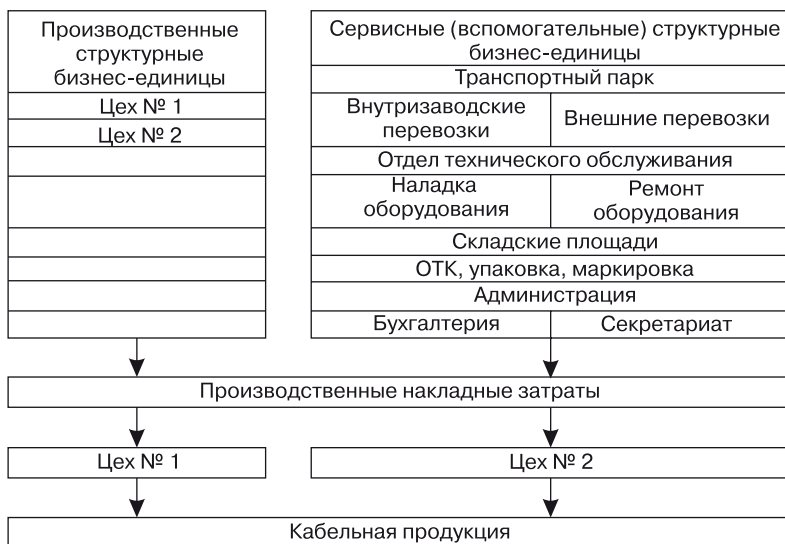 Производственные
структурные
бизнес-единицы
Цех № 1
Цех № 2
Сервисные (вспомогательные) структурные
бизнес-единицы
Транспортный парк
Внутризаводские
перевозки
Внешние перевозки
Отдел технического обслуживания
Наладка
оборудования
Ремонт
оборудования
Складские площади
ОТК, упаковка, маркировка
Администрация
Бухгалтерия
Секретариат
Производственные накладные затраты
Цех № 1
Цех № 2
Кабельная продукция